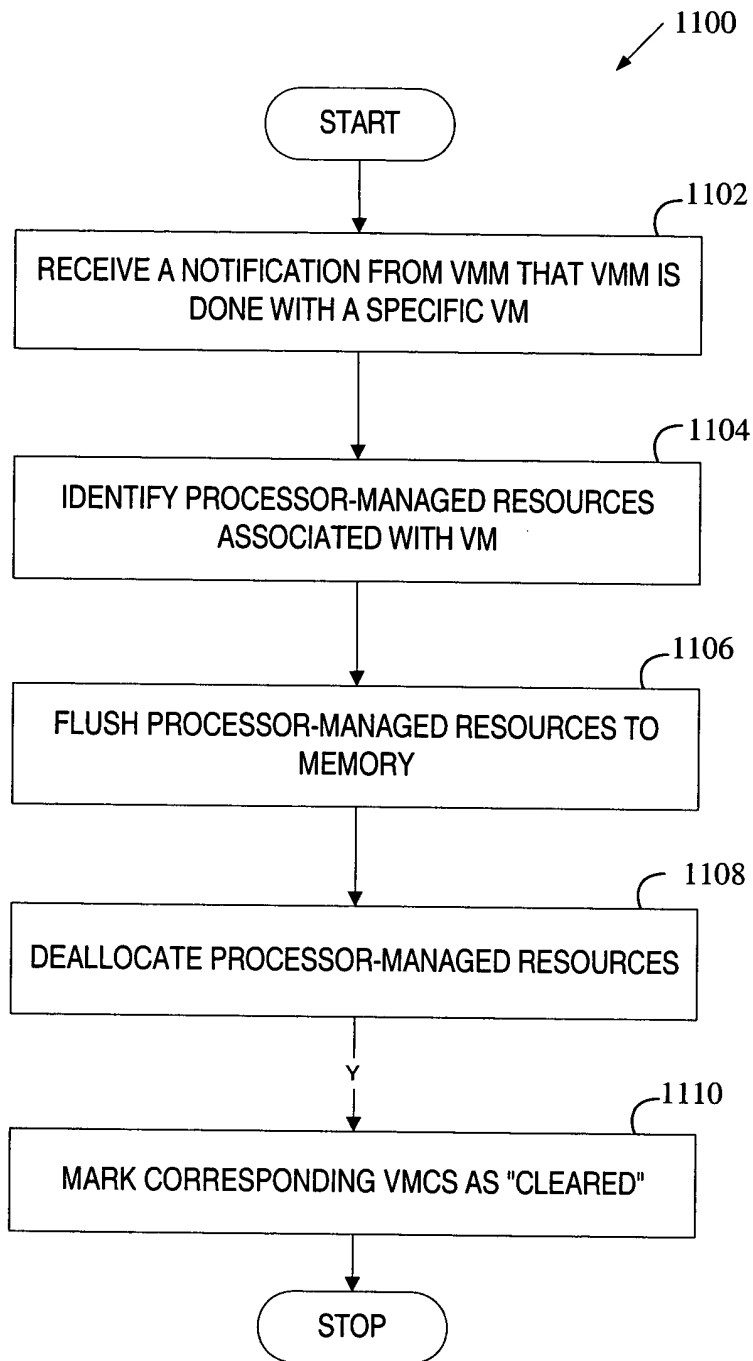 1100
START
1102
RECEIVE A NOTIFICATION FROM VMM THAT VMM IS
DONE WITH A SPECIFIC VM
1104
IDENTIFY PROCESSOR-MANAGED RESOURCES
ASSOCIATED WITH VM
1106
FLUSH PROCESSOR-MANAGED RESOURCES TO
MEMORY
1108
DEALLOCATE PROCESSOR-MANAGED RESOURCES
Y
1110
MARK CORRESPONDING VMCS AS "CLEARED"
STOP